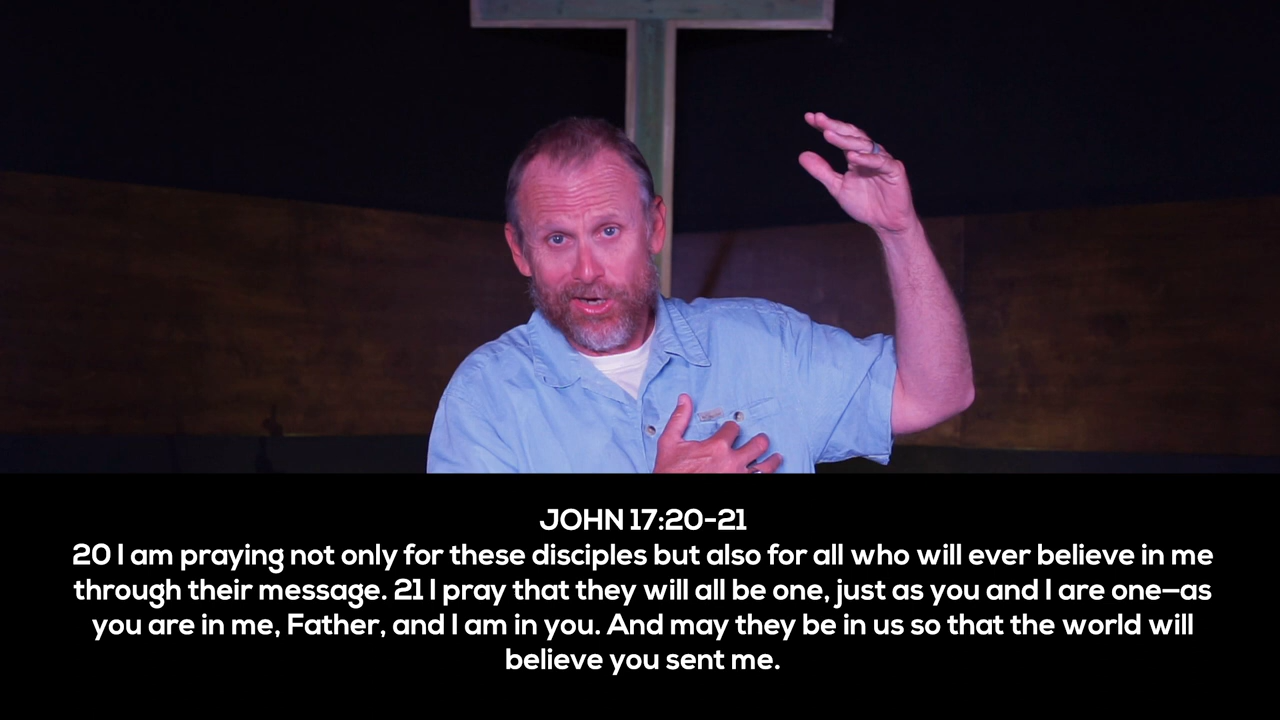 JOHN 17:20-21
20 I am praying not only for these disciples but also for all who will ever believe in me
through their message. 21 I pray that they will all be one, just as you and I are one—as
you are in me, Father, and I am in you. And may they be in us so that the world will
believe you sent me.